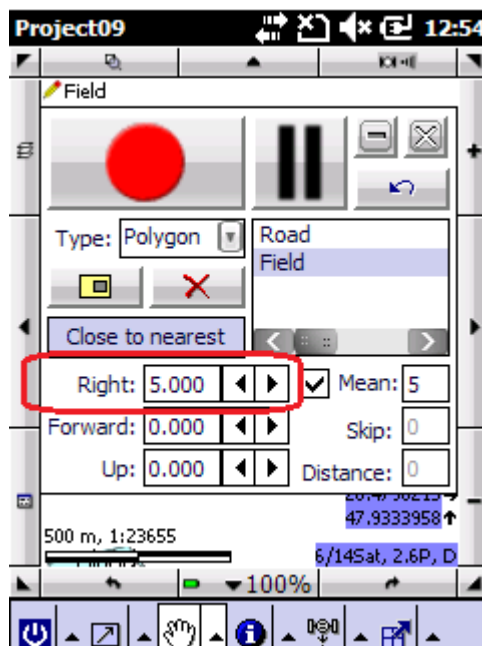 Project09 12:54
Field
Type: Polygon
Road
Field
Close to nearest
Right: 5.000 Mean: 5
Forward: 0.000 Skip: 0
Up: 0.000 Distance: 0
47.9333958
500 m, 1:23655
6/14Sat, 2.6P, D
100%